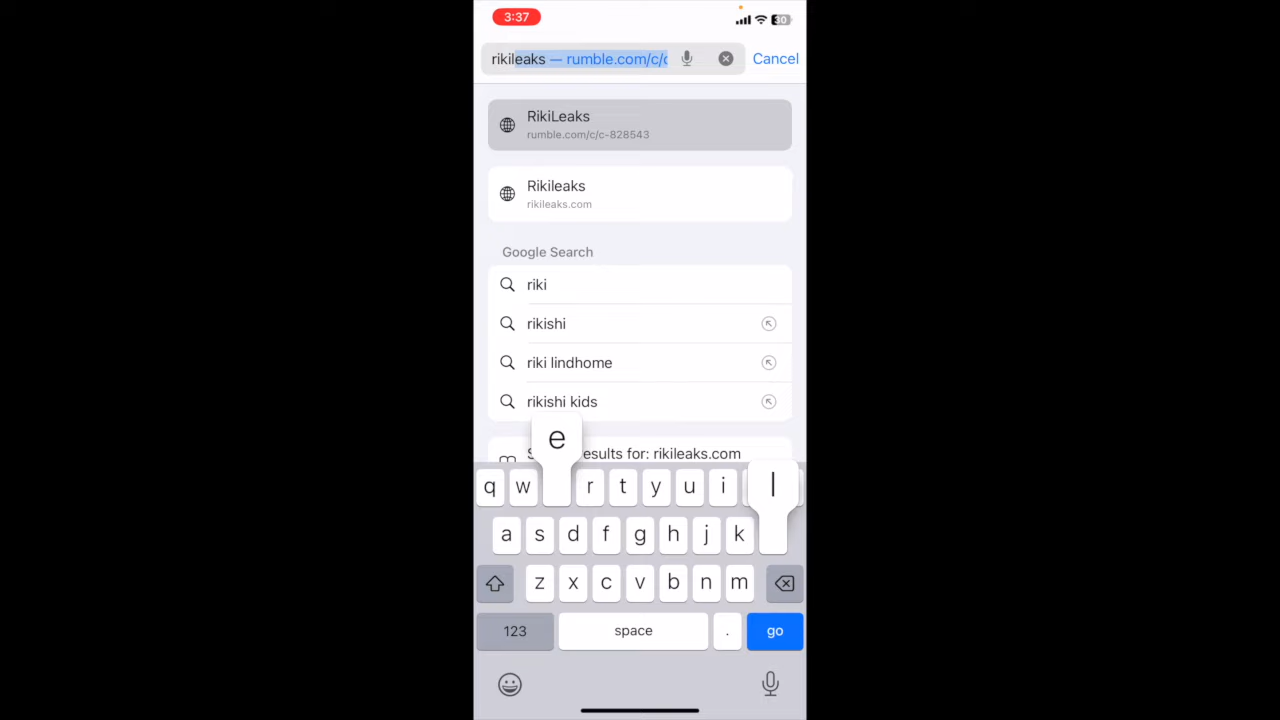 3:37
30
rikileaks — rumble.com/c/c
Cancel
RikiLeaks
rumble.com/c/c-828543
Rikileaks
rikileaks.com
Google Search
riki
rikishi
riki lindhome
rikishi kids
e
esults for: rikileaks.com
q w r t y u i l
a s d f g h j k
z x c v b n m
123 space . go